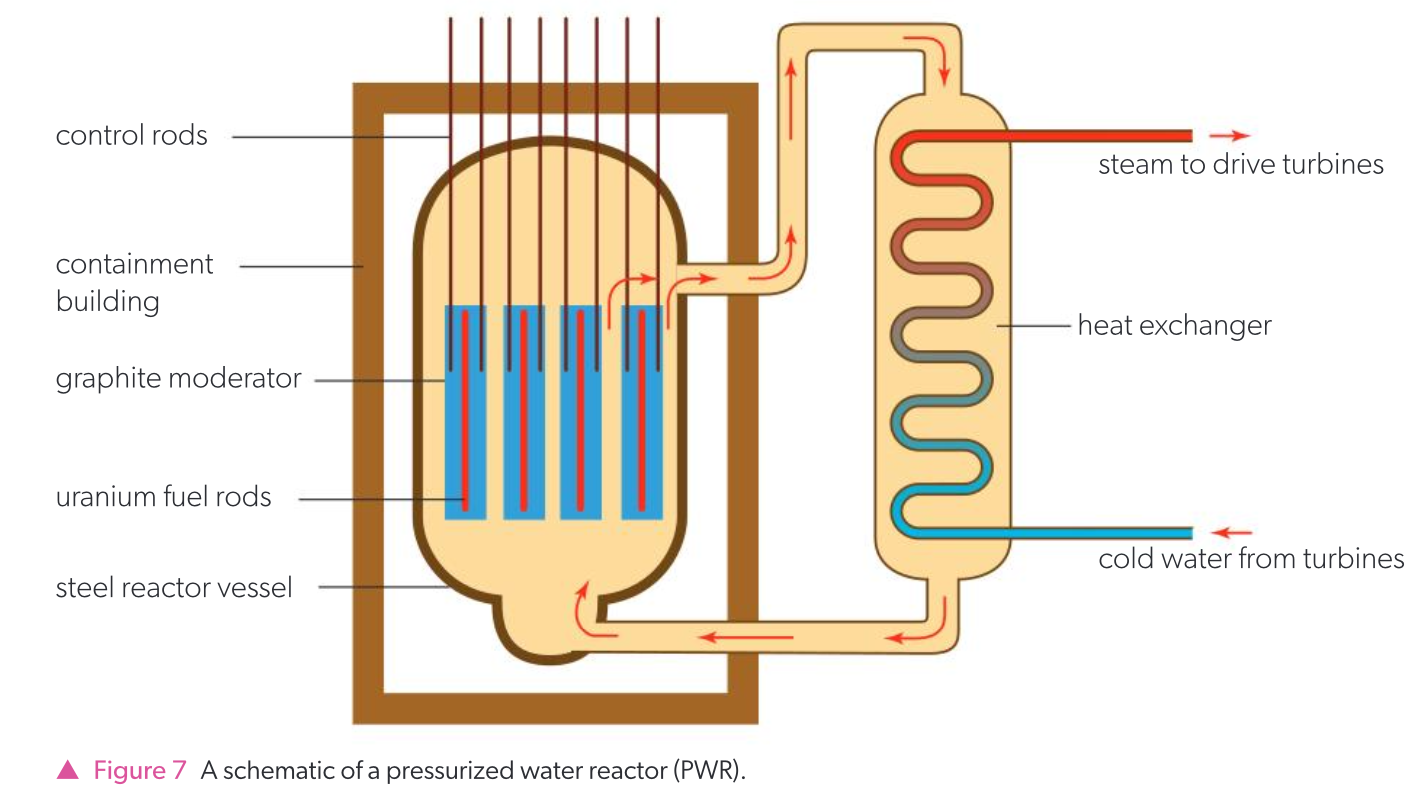 control rods
containment
building
graphite moderator
uranium fuel rods
steel reactor vessel
steam to drive turbines
heat exchanger
cold water from turbines
▲ Figure 7 A schematic of a pressurized water reactor (PWR).